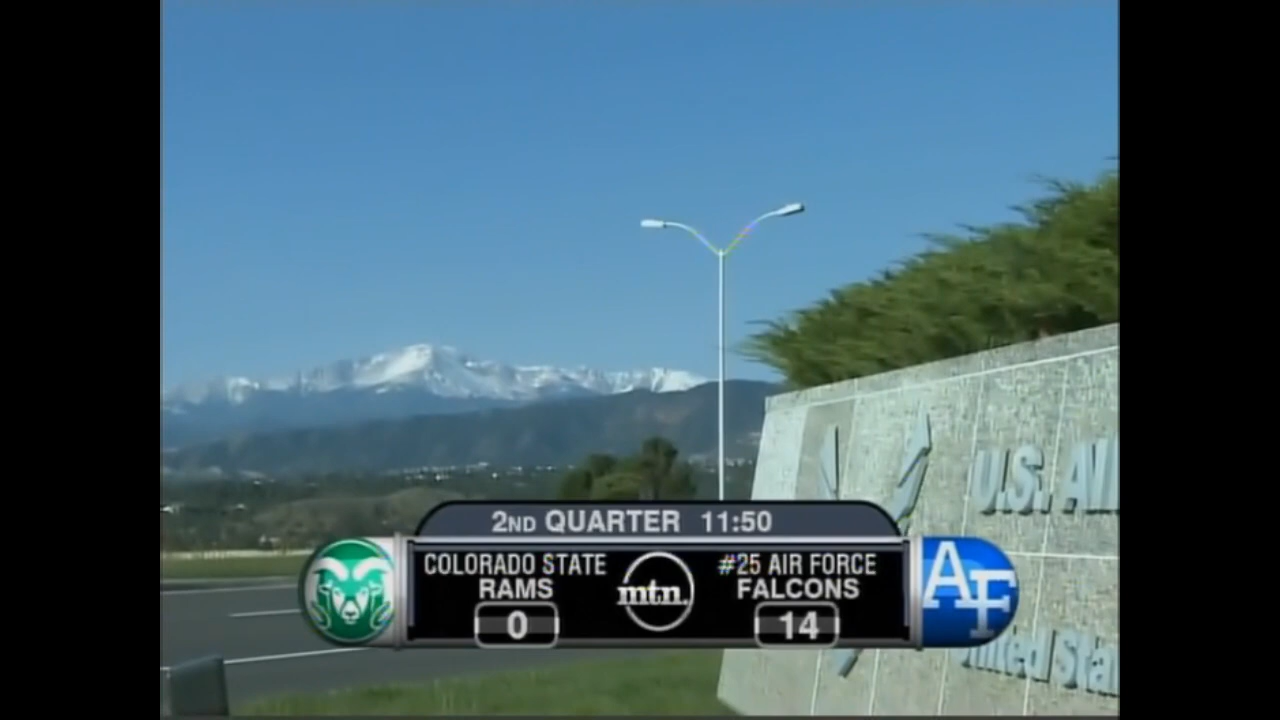 U.S. AI
2ND QUARTER 11:50
COLORADO STATE
RAMS
0
mtn.
#25 AIR FORCE
FALCONS
14
AF
United Sta